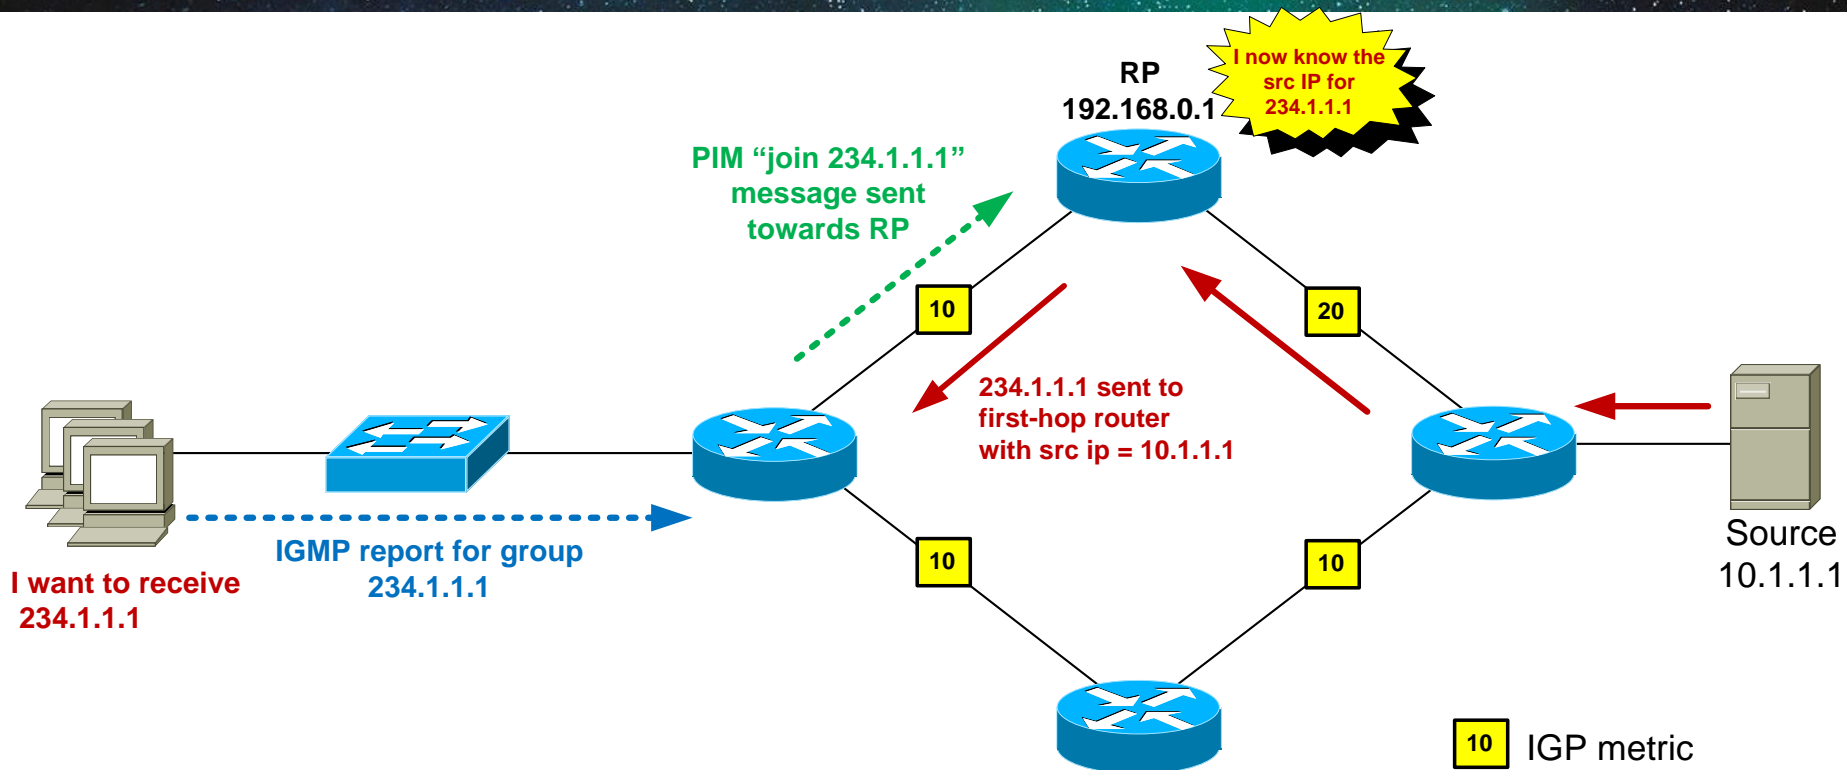 I now know the
src IP for
234.1.1.1
RP
192.168.0.1
PIM “join 234.1.1.1”
message sent
towards RP
10
20
234.1.1.1 sent to
first-hop router
with src ip = 10.1.1.1
IGMP report for group
234.1.1.1
I want to receive
234.1.1.1
10
10
Source
10.1.1.1
10 IGP metric